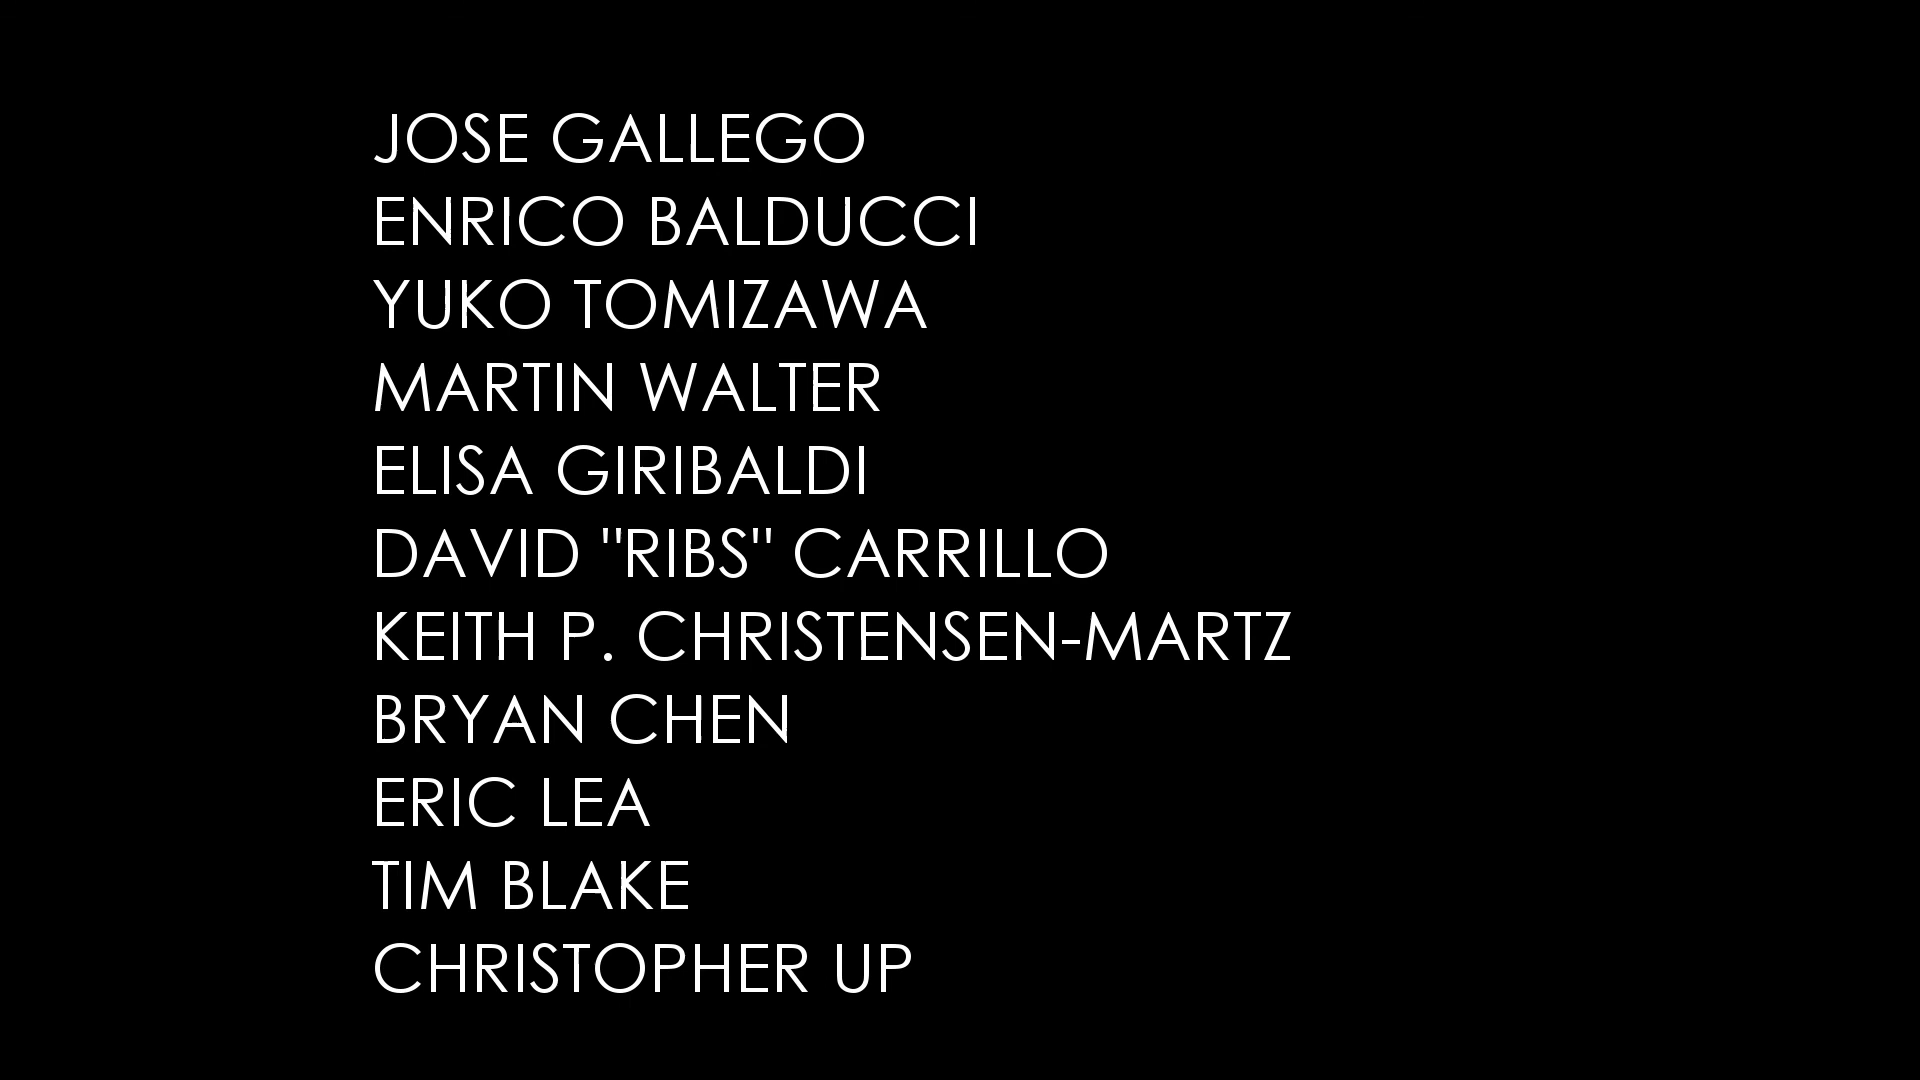 JOSE GALLEGO
ENRICO BALDUCCI
YUKO TOMIZAWA
MARTIN WALTER
ELISA GIRIBALDI
DAVID "RIBS" CARRILLO
KEITH P. CHRISTENSEN-MARTZ
BRYAN CHEN
ERIC LEA
TIM BLAKE
CHRISTOPHER UP